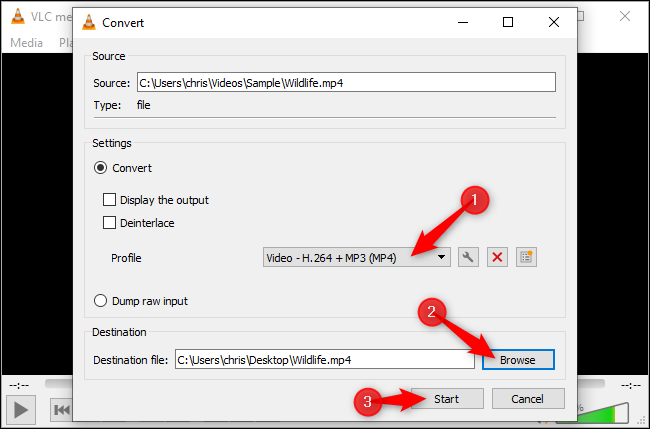 VLC me
Convert
Media Pla
Source
Source: C:\Users\chris\Videos\Sample\Wildlife.mp4
Type: file
Settings
Convert
Display the output
1
Deinterlace
Profile Video - H.264 + MP3 (MP4)
Dump raw input
2
Destination
Destination file: C:\Users\chris\Desktop\Wildlife.mp4 Browse
--:-- --:--
3 Start Cancel
%